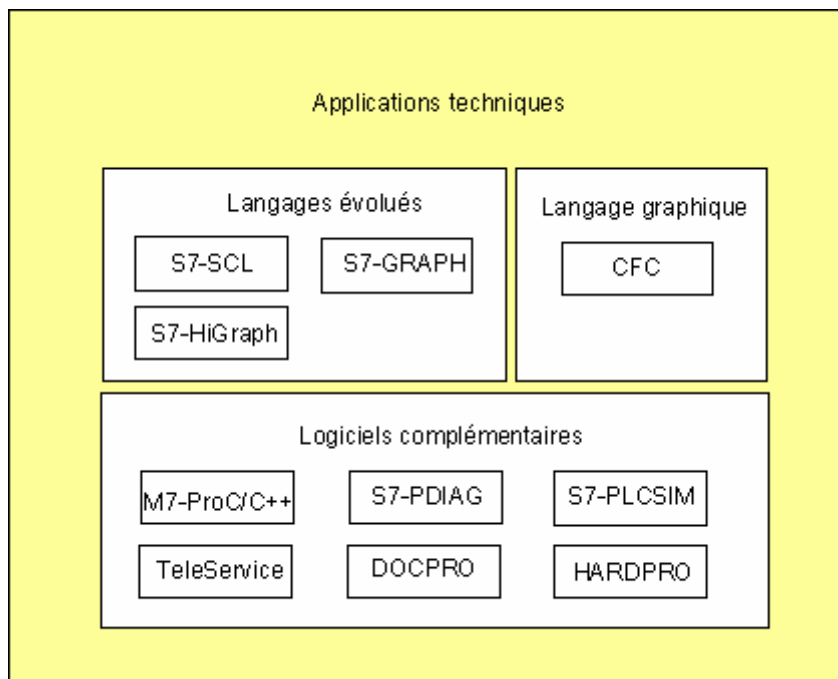 Applications techniques
Langages évolués
S7-SCL
S7-GRAPH
S7-HiGraph
Langage graphique
CFC
Logiciels complémentaires
M7-ProC/C++
S7-PDIAG
S7-PLCSIM
TeleService
DOCPRO
HARDPRO